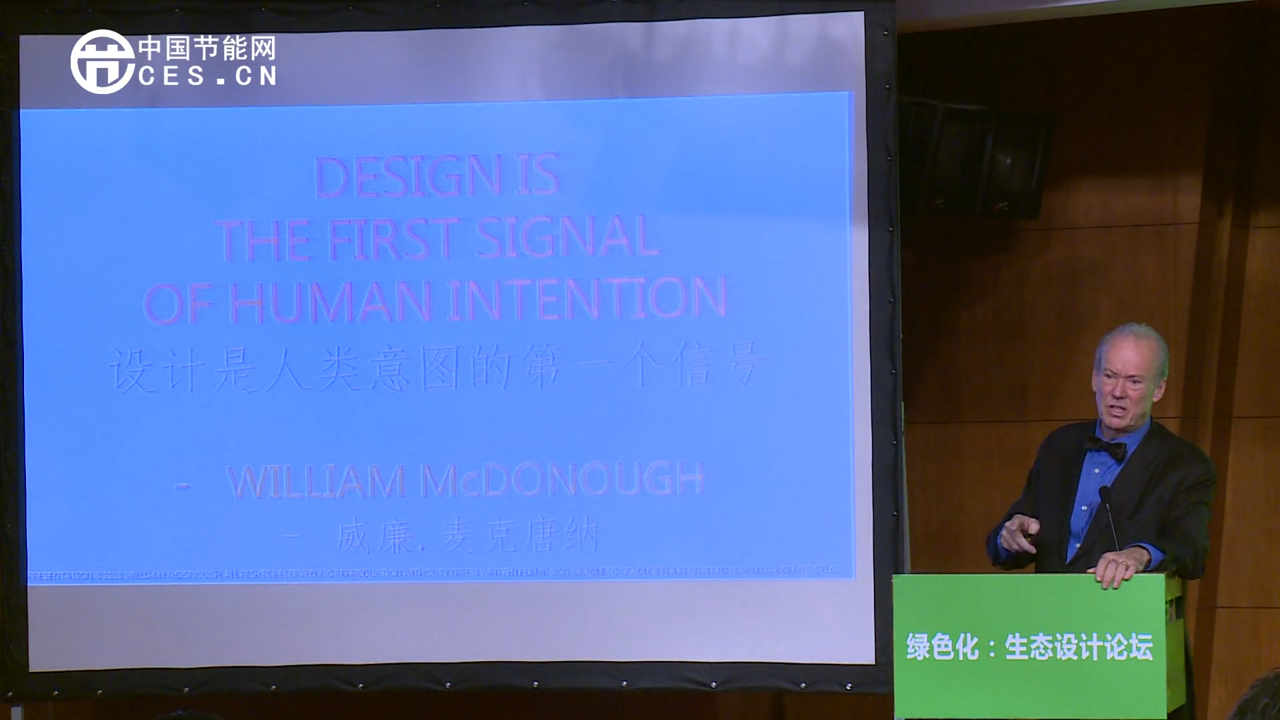 中国节能网
CES.CN
DESIGN IS
THE FIRST SIGNAL
OF HUMAN INTENTION
设计是人类意图的第一个信号
- WILLIAM McDONOUGH
- 威廉.麦克唐纳
绿色化：生态设计论坛